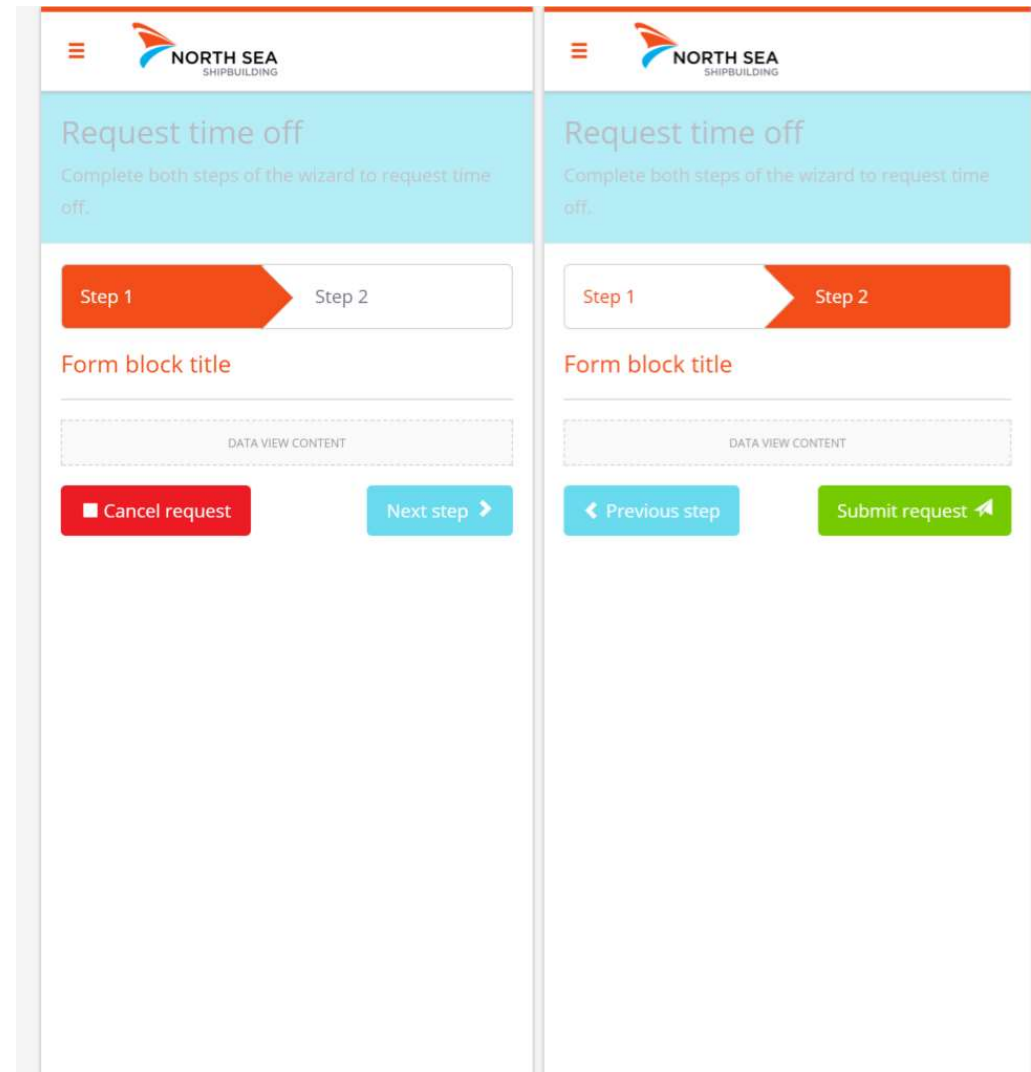 NORTH SEA
SHIPBUILDING
Request time off
Complete both steps of the wizard to request time
off.
Step 1
Step 2
Form block title
DATA VIEW CONTENT
Cancel request
Next step
NORTH SEA
SHIPBUILDING
Request time off
Complete both steps of the wizard to request time
off.
Step 1
Step 2
Form block title
DATA VIEW CONTENT
Previous step
Submit request